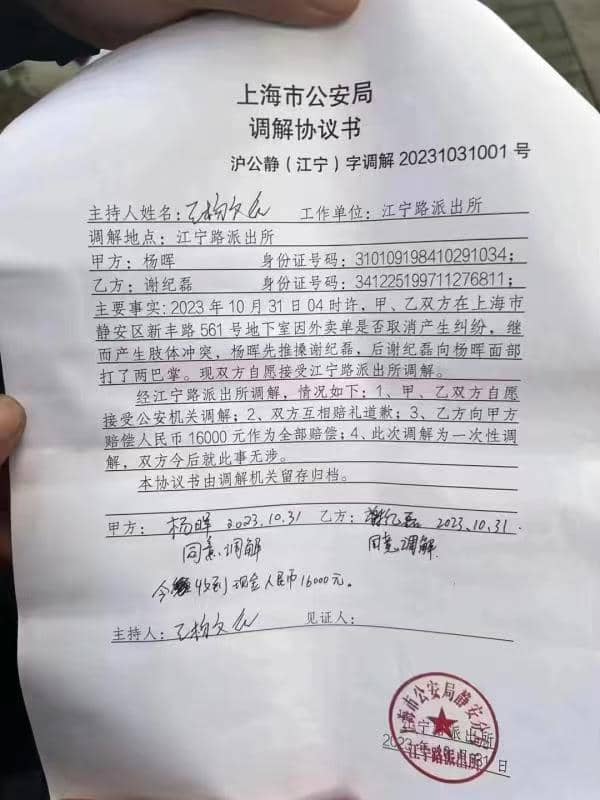 上海市公安局
调解协议书
沪公静（江宁）字调解 20231031001 号
主持人姓名： 工作单位：江宁路派出所
调解地点：江宁路派出所
甲方：杨晖 身份证号码：310109198410291034；
乙方：谢纪磊 身份证号码：341225199711276811；
主要事实：2023 年 10 月 31 日 04 时许，甲、乙双方在上海市
静安区新丰路 561 号地下室因外卖单是否取消产生纠纷，继
而产生肢体冲突，杨晖先推搡谢纪磊，后谢纪磊向杨晖面部
打了两巴掌。现双方自愿接受江宁路派出所调解。
经江宁路派出所调解，情况如下：1、甲、乙双方自愿
接受公安机关调解；2、双方互相赔礼道歉；3、乙方向甲方
赔偿人民币 16000 元作为全部赔偿；4、此次调解为一次性调
解，双方今后就此事无涉。
本协议书由调解机关留存归档。
甲方： 杨晖 2023.10.31 乙方： 谢纪磊 2023.10.31
同意调解 同意调解
今 收到现金人民币16000元。
主持人： 见证人：
上海市公安局静安分局
江宁路派出所
江宁路派出所
2023 年 10 月 31 日